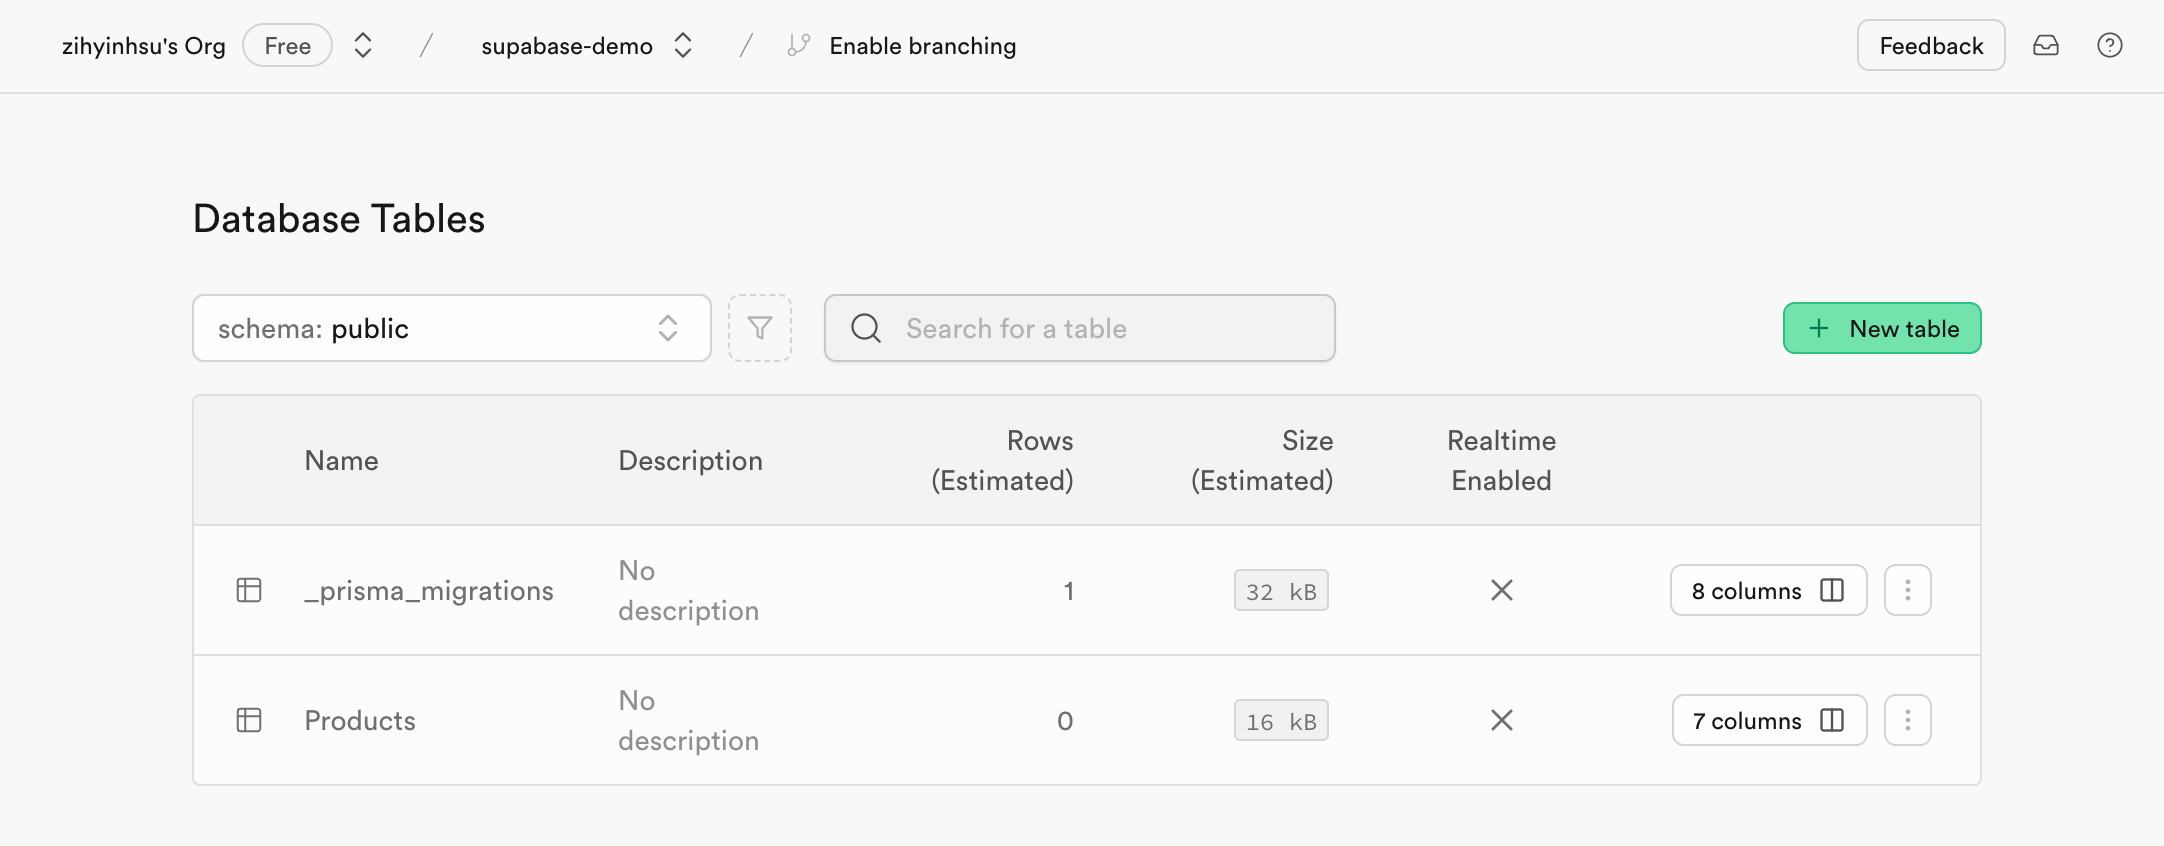 zihyinhsu's Org Free / supabase-demo / Enable branching Feedback
Database Tables
schema: public Search for a table + New table
Name Description Rows (Estimated) Size (Estimated) Realtime Enabled
_prisma_migrations No description 1 32 kB 8 columns
Products No description 0 16 kB 7 columns